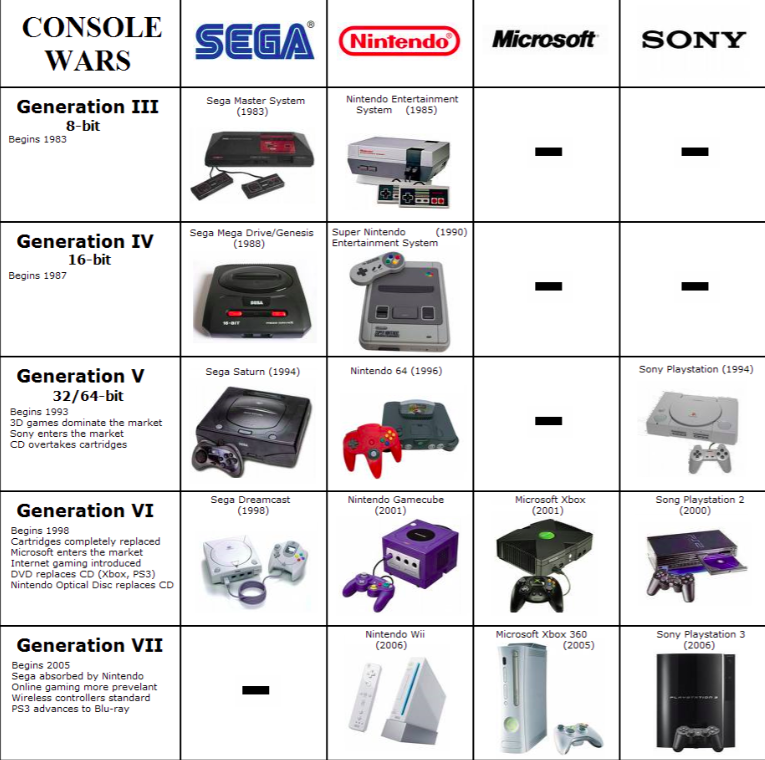 CONSOLE
WARS
SEGA®
Nintendo®
Microsoft
SONY
Generation III
8-bit
Begins 1983
Sega Master System
(1983)
Nintendo Entertainment
System (1985)
Generation IV
16-bit
Begins 1987
Sega Mega Drive/Genesis
(1988)
SEGA
16-BIT
Super Nintendo (1990)
Entertainment System
Generation V
32/64-bit
Begins 1993
3D games dominate the market
Sony enters the market
CD overtakes cartridges
Sega Saturn (1994)
Nintendo 64 (1996)
Sony Playstation (1994)
Generation VI
Begins 1998
Cartridges completely replaced
Microsoft enters the market
Internet gaming introduced
DVD replaces CD (Xbox, PS3)
Nintendo Optical Disc replaces CD
Sega Dreamcast
(1998)
Nintendo Gamecube
(2001)
Microsoft Xbox
(2001)
Song Playstation 2
(2000)
Generation VII
Begins 2005
Sega absorbed by Nintendo
Online gaming more prevelant
Wireless controllers standard
PS3 advances to Blu-ray
Nintendo Wii
(2006)
Microsoft Xbox 360
(2005)
Sony Playstation 3
(2006)
PLAYSTATION 3